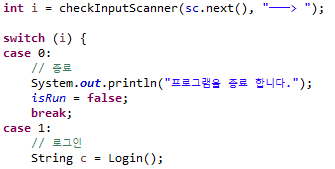 int i = checkInputScanner(sc.next(), "───> ");
switch (i) {
case 0:
// 종료
System.out.println("프로그램을 종료 합니다.");
isRun = false;
break;
case 1:
// 로그인
String c = Login();